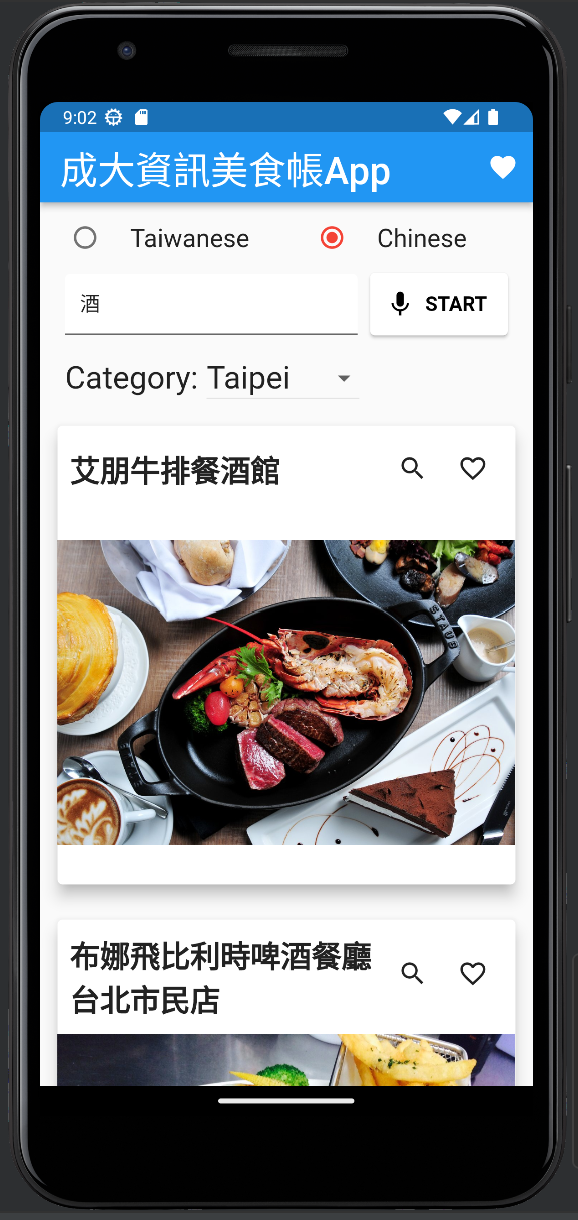 9:02
成大資訊美食帳App
Taiwanese
Chinese
酒
START
Category: Taipei
艾朋牛排餐酒館
STAUB
布娜飛比利時啤酒餐廳
台北市民店